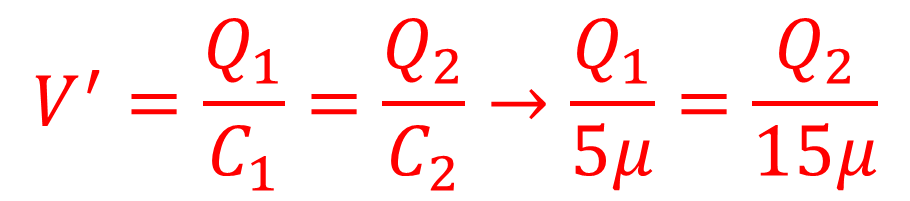 V′ = Q₁/C₁ = Q₂/C₂ → Q₁/5μ = Q₂/15μ